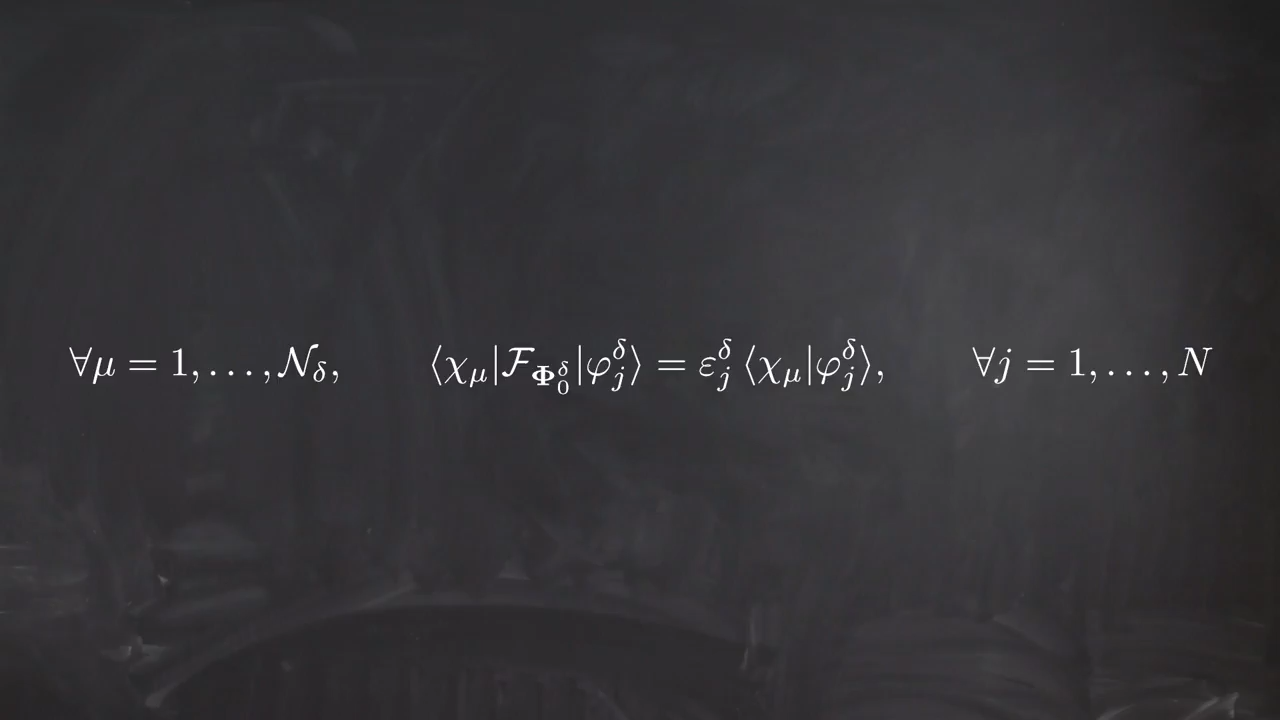 ∀μ = 1, . . . , 𝒩_δ, ⟨χ_μ|ℱ_{𝚽_0^δ}|φ_j^δ⟩ = ε_j^δ ⟨χ_μ|φ_j^δ⟩, ∀j = 1, . . . , N